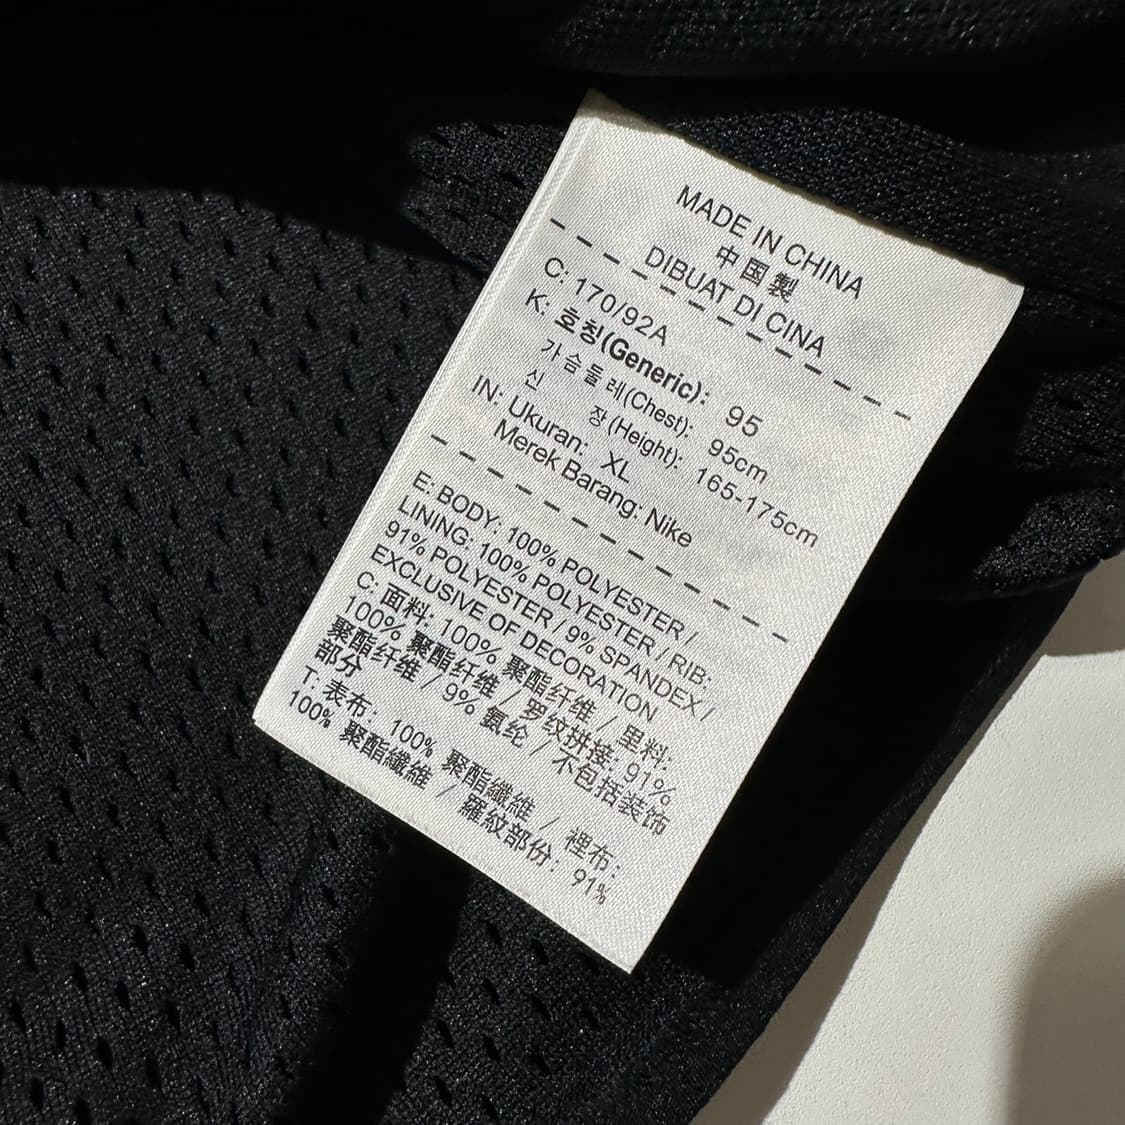 MADE IN CHINA
中国製
DIBUAT DI CINA
C: 170/92A
K: 호칭(Generic): 95
가슴둘레(Chest): 95cm
신 장(Height): 165-175cm
IN: Ukuran: XL
Merek Barang: Nike
E: BODY: 100% POLYESTER /
LINING: 100% POLYESTER / RIB:
91% POLYESTER / 9% SPANDEX /
EXCLUSIVE OF DECORATION
C: 面料: 100% 聚酯纤维 / 里料:
100% 聚酯纤维 / 罗纹拼接: 91%
聚酯纤维 / 9% 氨纶 / 不包括装饰
部分
T: 表布: 100% 聚酯纖維 / 裡布:
100% 聚酯纖維 / 羅紋部份: 91%